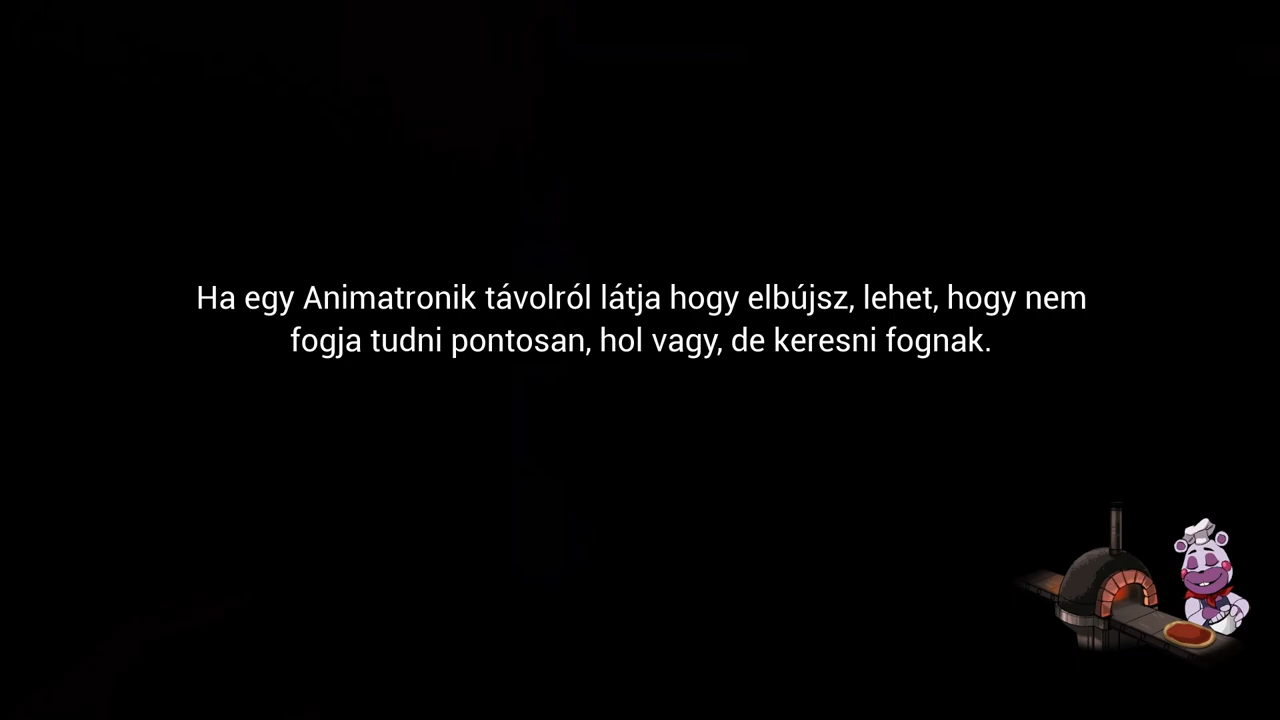 Ha egy Animatronik távolról látja hogy elbújsz, lehet, hogy nem
fogja tudni pontosan, hol vagy, de keresni fognak.